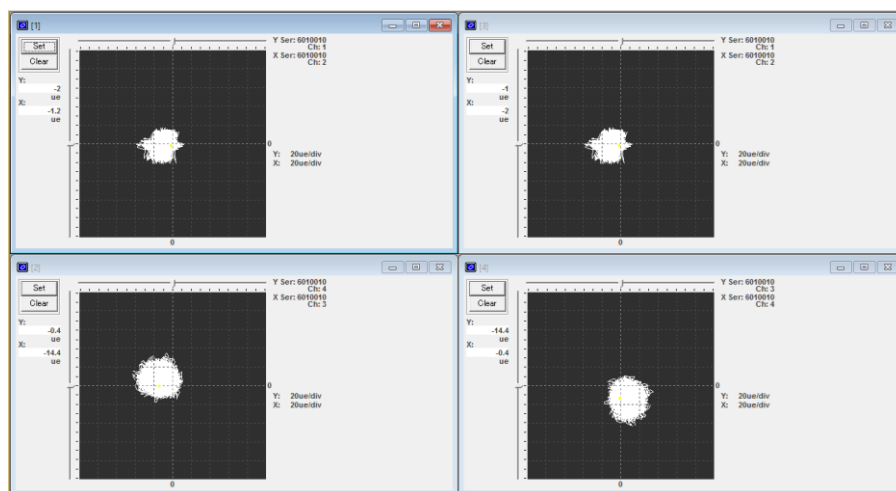 [1]
Set
Clear
Y:
-2
ue
X:
-1.2
ue
Y Ser: 6010010
Ch: 1
X Ser: 6010010
Ch: 2
0
Y: 20ue/div
X: 20ue/div
0
[3]
Set
Clear
Y:
-1
ue
X:
-2
ue
Y Ser: 6010010
Ch: 1
X Ser: 6010010
Ch: 2
0
Y: 20ue/div
X: 20ue/div
0
[2]
Set
Clear
Y:
-0.4
ue
X:
-14.4
ue
Y Ser: 6010010
Ch: 4
X Ser: 6010010
Ch: 3
0
Y: 20ue/div
X: 20ue/div
0
[4]
Set
Clear
Y:
-14.4
ue
X:
-0.4
ue
Y Ser: 6010010
Ch: 3
X Ser: 6010010
Ch: 4
0
Y: 20ue/div
X: 20ue/div
0